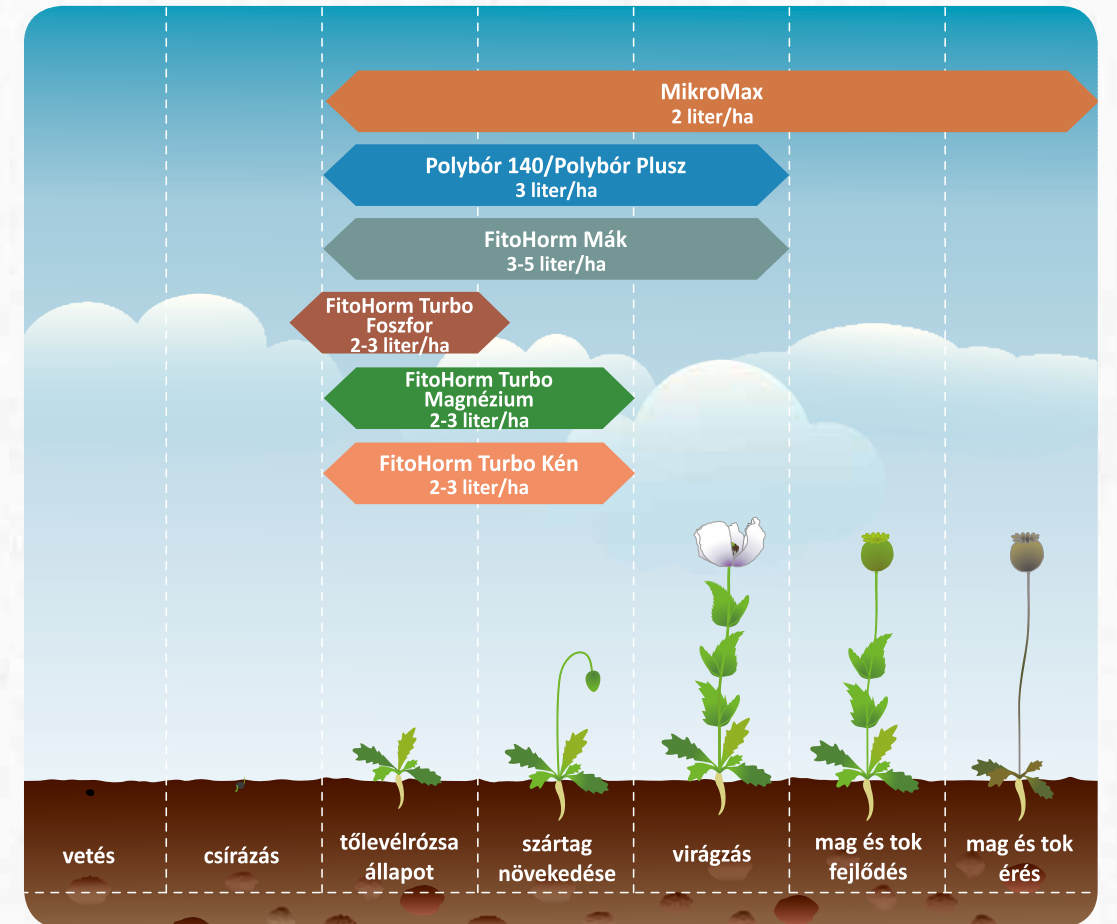 MikroMax
2 liter/ha
Polybór 140/Polybór Plusz
3 liter/ha
FitoHorm Mák
3-5 liter/ha
FitoHorm Turbo
Foszfor
2-3 liter/ha
FitoHorm Turbo
Magnézium
2-3 liter/ha
FitoHorm Turbo Kén
2-3 liter/ha
vetés
csírázás
tőlevélrózsa
állapot
szártag
növekedése
virágzás
mag és tok
fejlődés
mag és tok
érés